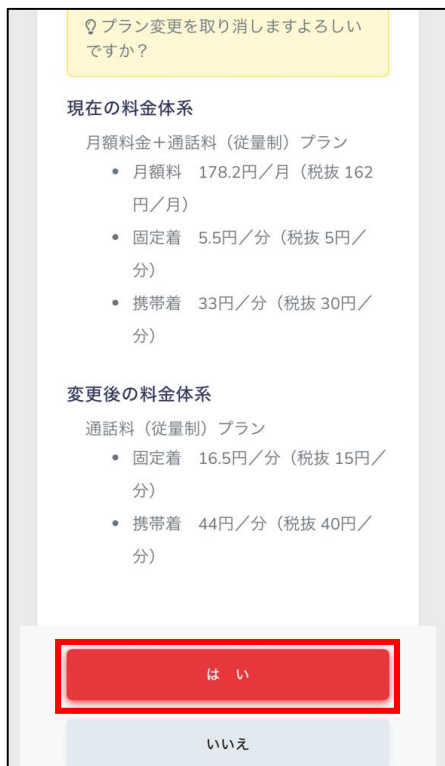 プラン変更を取り消しますよろしい
ですか？
現在の料金体系
月額料金＋通話料（従量制）プラン
• 月額料　178.2円／月（税抜 162
円／月）
• 固定着　5.5円／分（税抜 5円／
分）
• 携帯着　33円／分（税抜 30円／
分）
変更後の料金体系
通話料（従量制）プラン
• 固定着　16.5円／分（税抜 15円／
分）
• 携帯着　44円／分（税抜 40円／
分）
は　い
いいえ